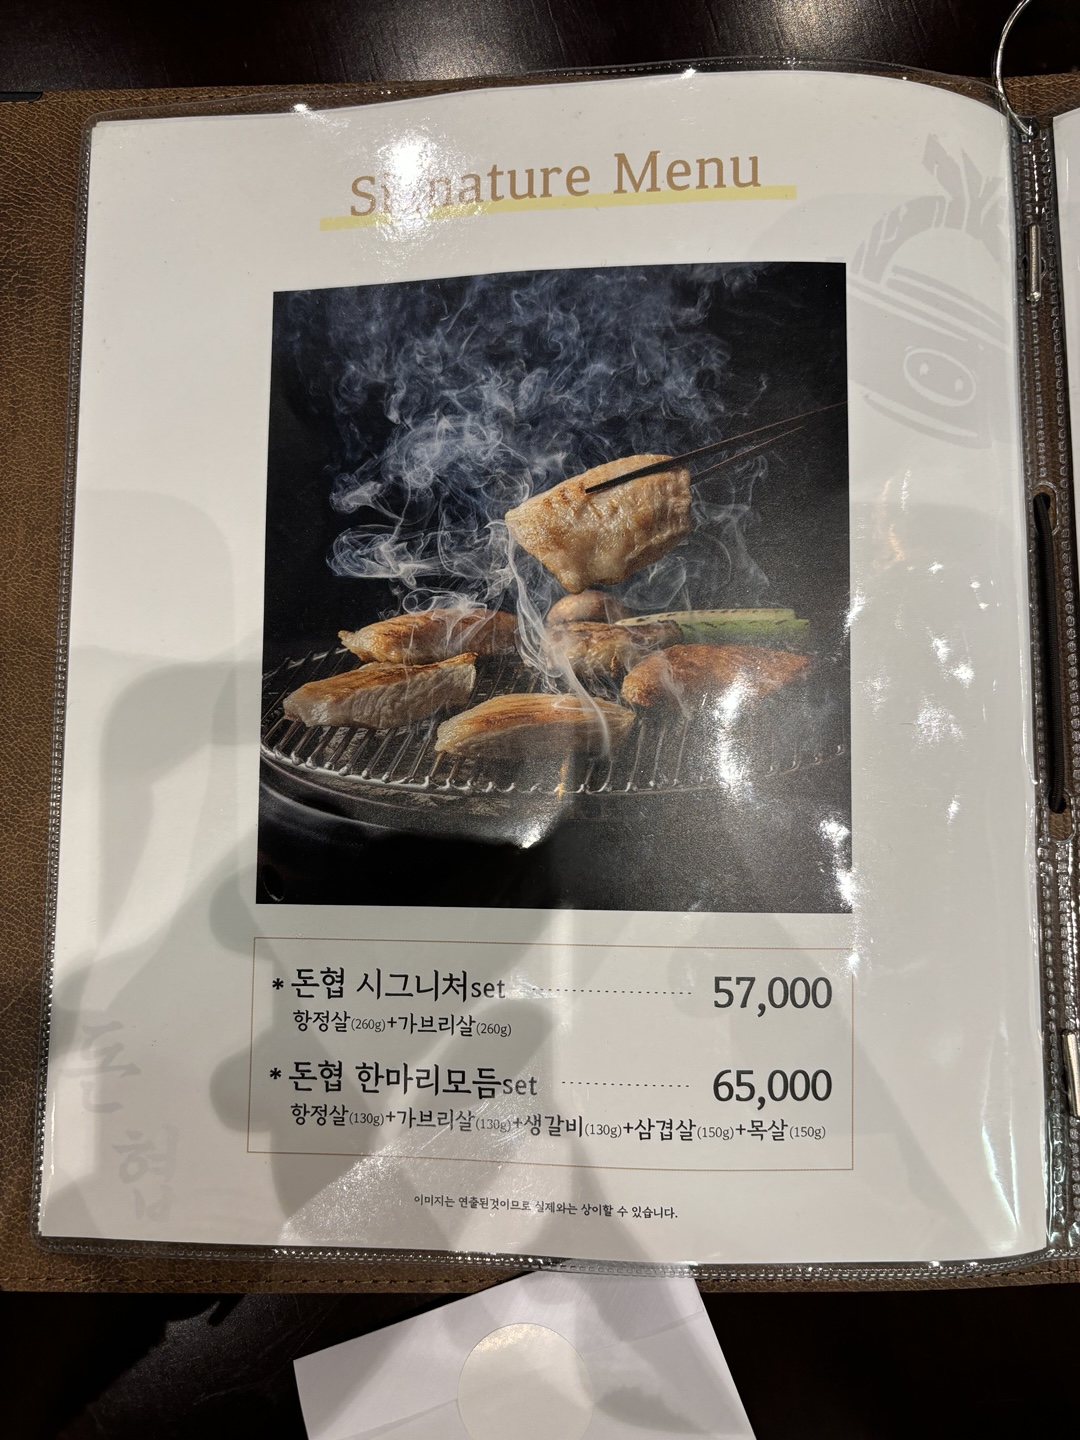 Signature Menu
* 돈협 시그니처set ---------- 57,000
항정살(260g)+가브리살(260g)
* 돈협 한마리모듬set ---------- 65,000
항정살(130g)+가브리살(130g)+생갈비(130g)+삼겹살(150g)+목살(150g)
돈
협
이미지는 연출된것이므로 실제와는 상이할 수 있습니다.